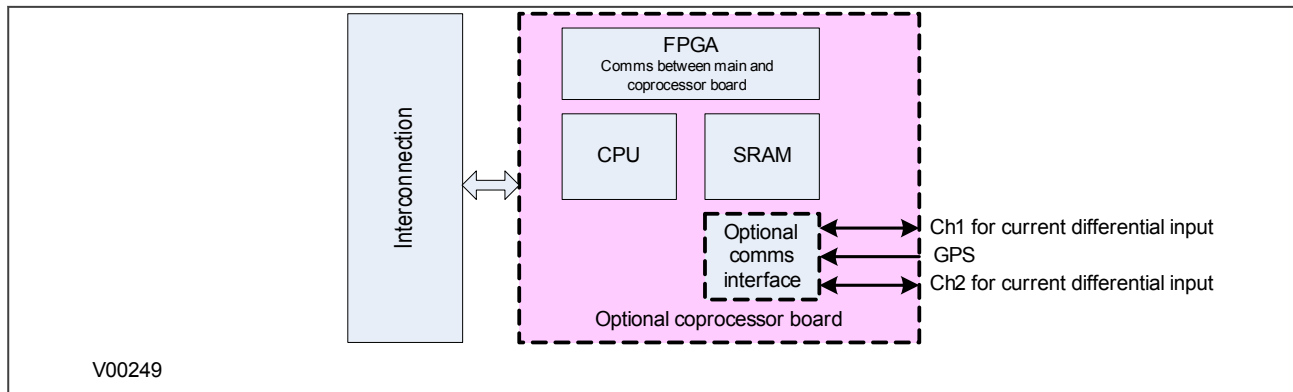 FPGA
Comms between main and
coprocessor board
Interconnection
CPU
SRAM
Optional
comms
interface
Ch1 for current differential input
GPS
Ch2 for current differential input
Optional coprocessor board
V00249